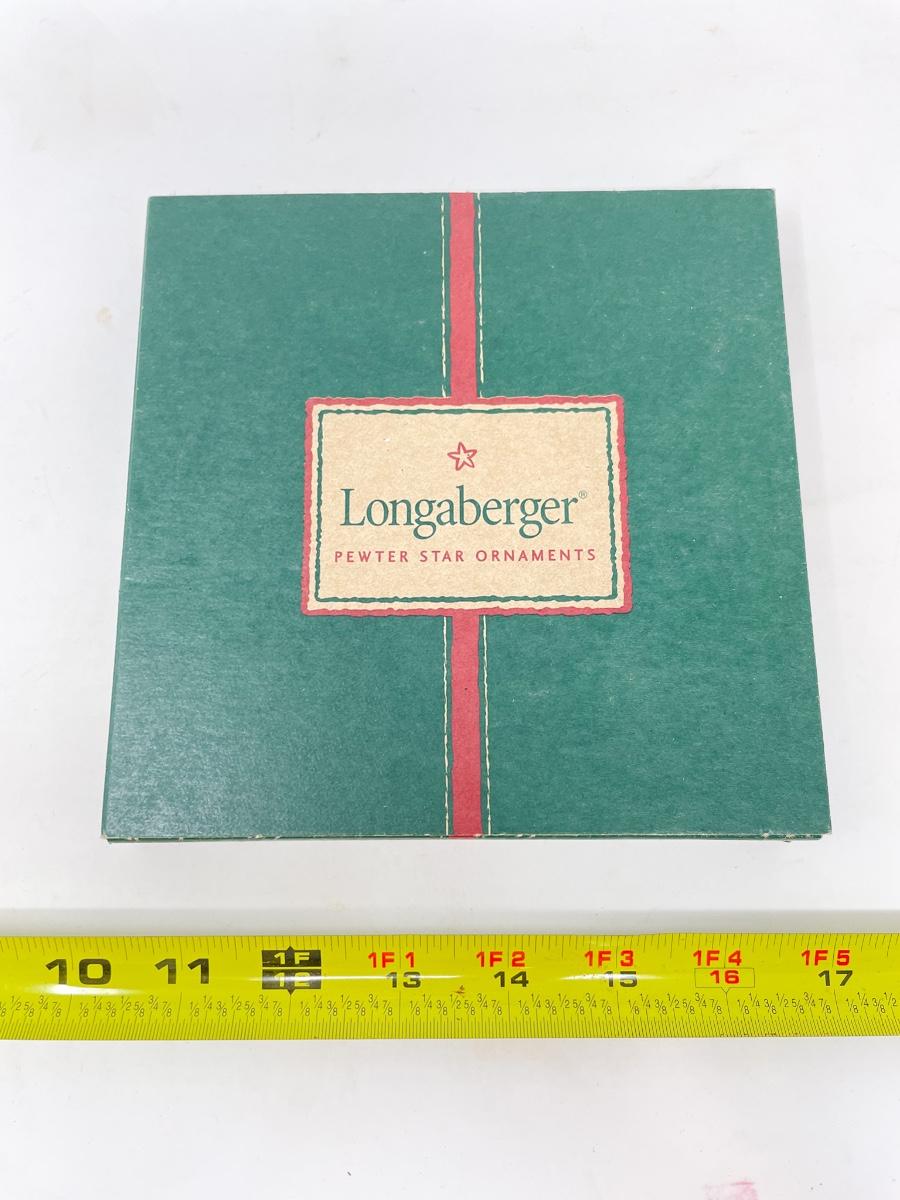 Longaberger®
PEWTER STAR ORNAMENTS
10 11 1F 1F1 1F2 1F3 1F4 1F5
12 13 14 15 16 17